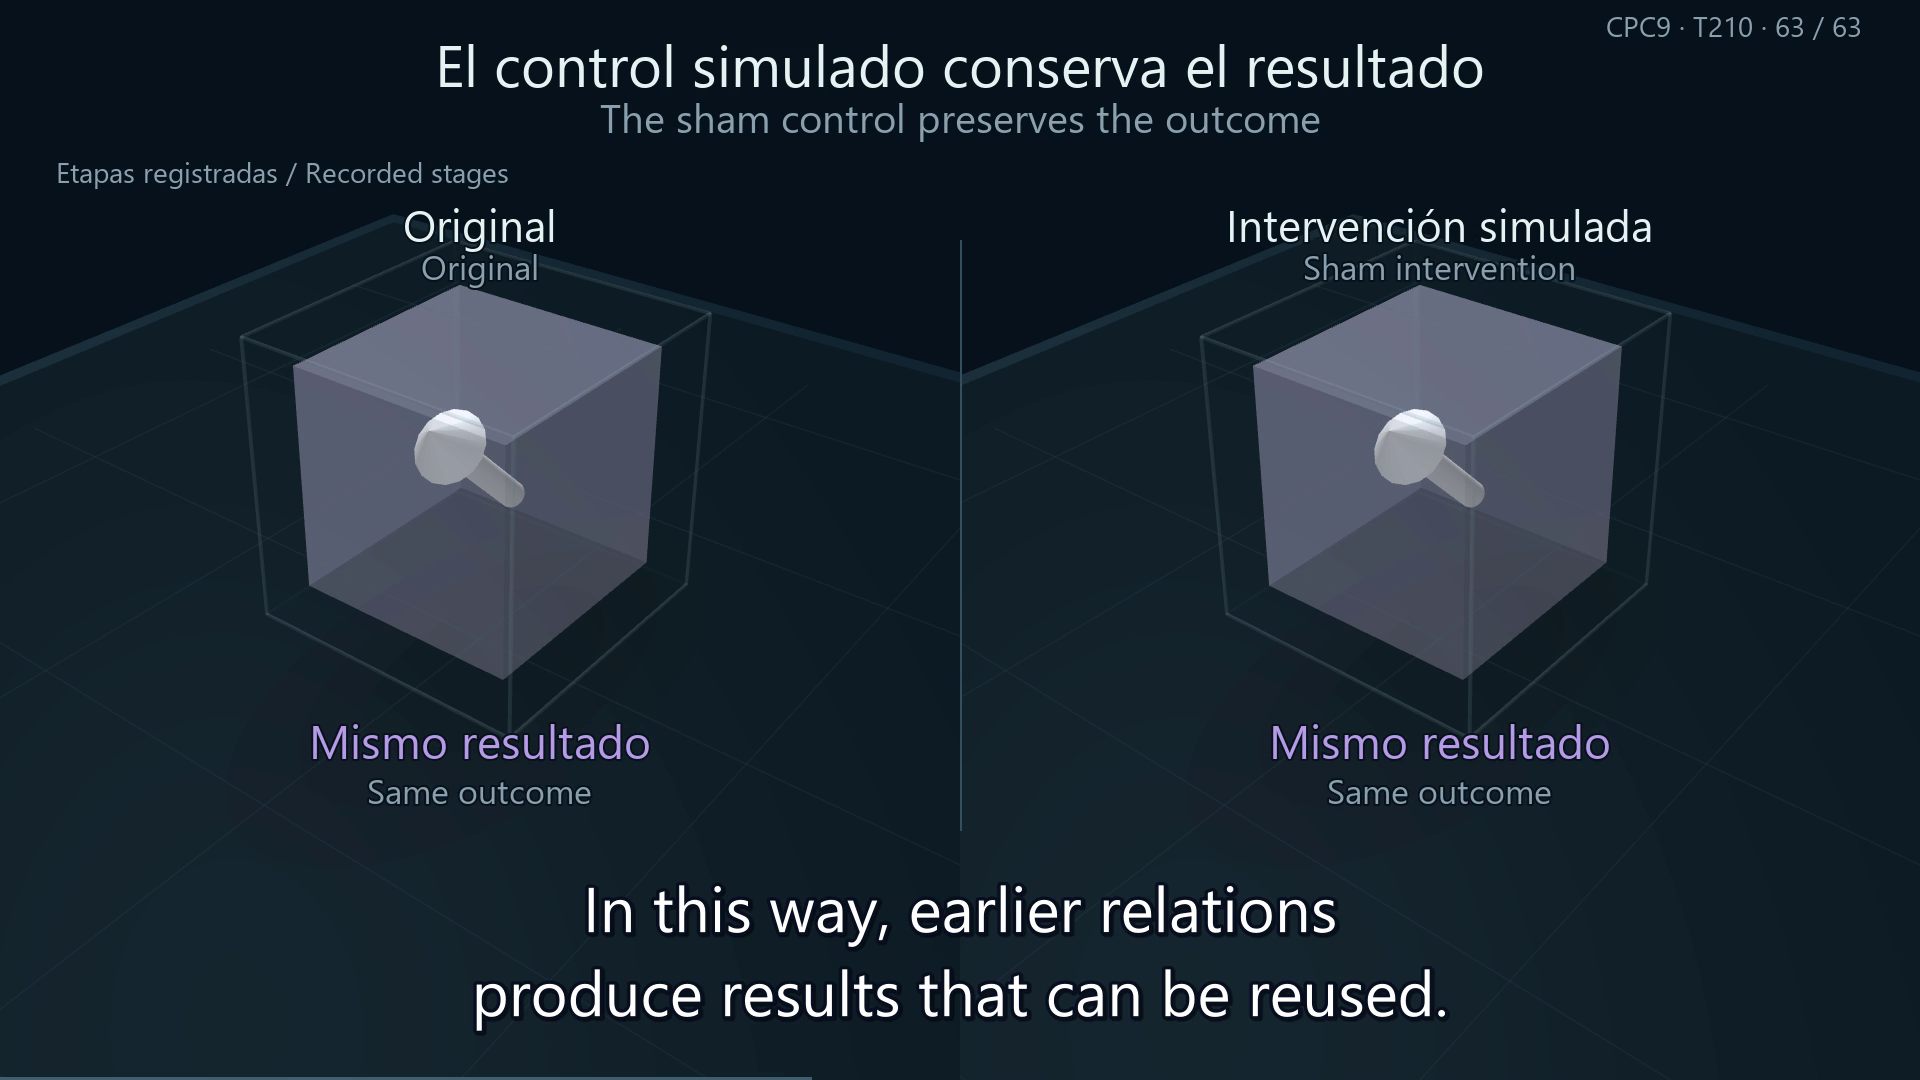 CPC9 · T210 · 63 / 63
El control simulado conserva el resultado
The sham control preserves the outcome
Etapas registradas / Recorded stages
Original
Original
Mismo resultado
Same outcome
Intervención simulada
Sham intervention
Mismo resultado
Same outcome
In this way, earlier relations
produce results that can be reused.